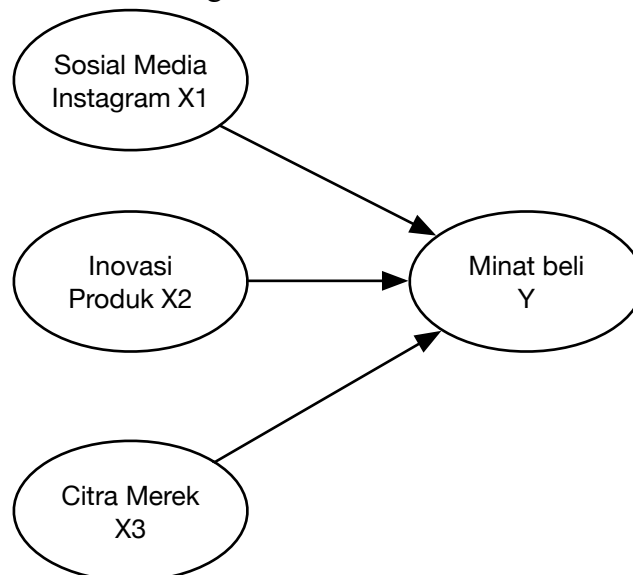 Sosial Media
Instagram X1
Inovasi
Produk X2
Minat beli
Y
Citra Merek
X3